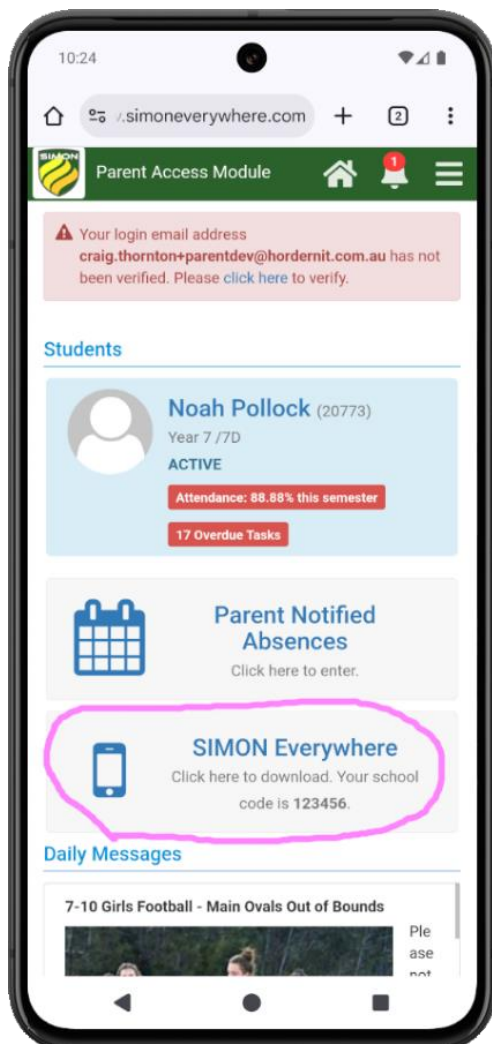 10:24
/.simoneverywhere.com
2
SIMON
Parent Access Module
1
Your login email address
craig.thornton+parentdev@hordernit.com.au has not
been verified. Please click here to verify.
Students
Noah Pollock (20773)
Year 7 /7D
ACTIVE
Attendance: 88.88% this semester
17 Overdue Tasks
Parent Notified
Absences
Click here to enter.
SIMON Everywhere
Click here to download. Your school
code is 123456.
Daily Messages
7-10 Girls Football - Main Ovals Out of Bounds
Ple
ase
not